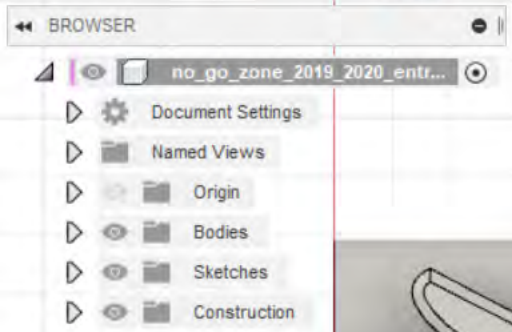 BROWSER
no_go_zone_2019_2020_entr...
Document Settings
Named Views
Origin
Bodies
Sketches
Construction